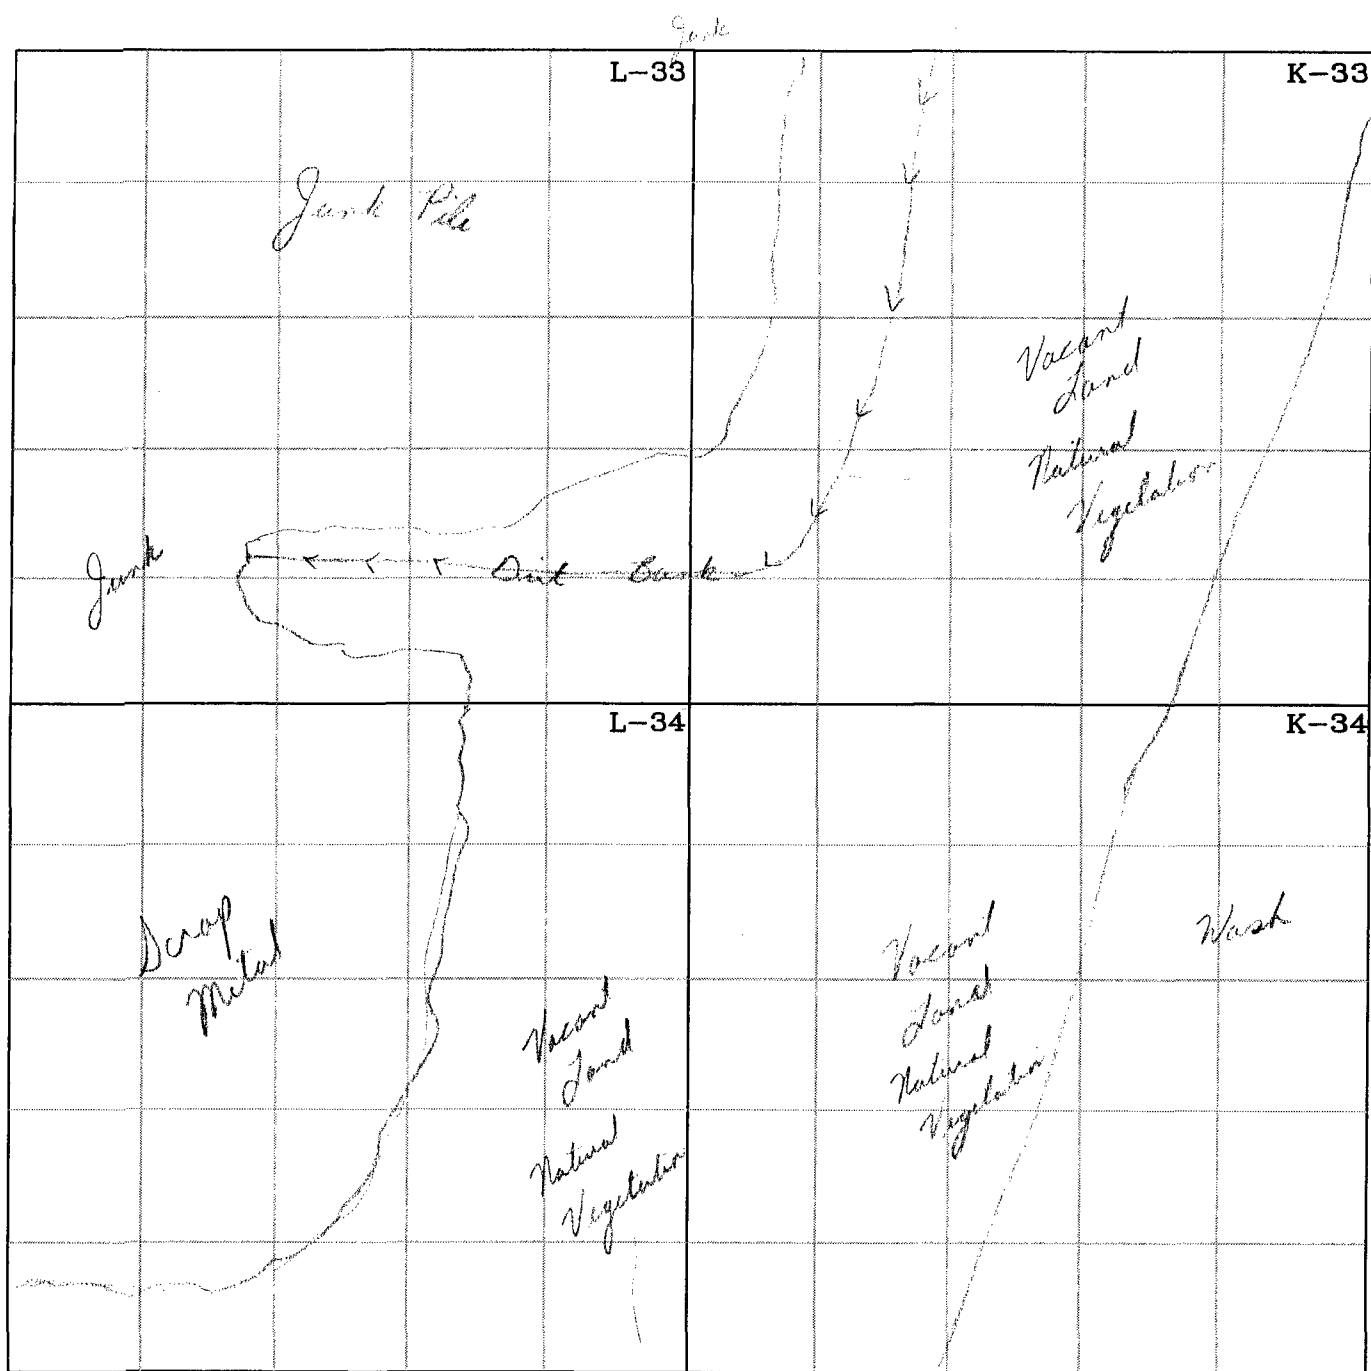 Junk
L-33
K-33
Junk Pile
Vacant
Land
Natural
Vegetation
Junk
Dirt Bank
L-34
K-34
Scrap
Metal
Vacant
Land
Natural
Vegetation
Vacant
Land
Natural
Vegetation
Wash